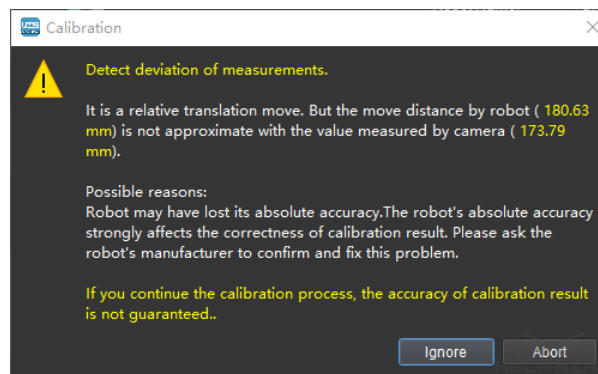 Calibration
Detect deviation of measurements.
It is a relative translation move. But the move distance by robot ( 180.63
mm) is not approximate with the value measured by camera ( 173.79
mm).
Possible reasons:
Robot may have lost its absolute accuracy.The robot's absolute accuracy
strongly affects the correctness of calibration result. Please ask the
robot's manufacturer to confirm and fix this problem.
If you continue the calibration process, the accuracy of calibration result
is not guaranteed..
Ignore
Abort